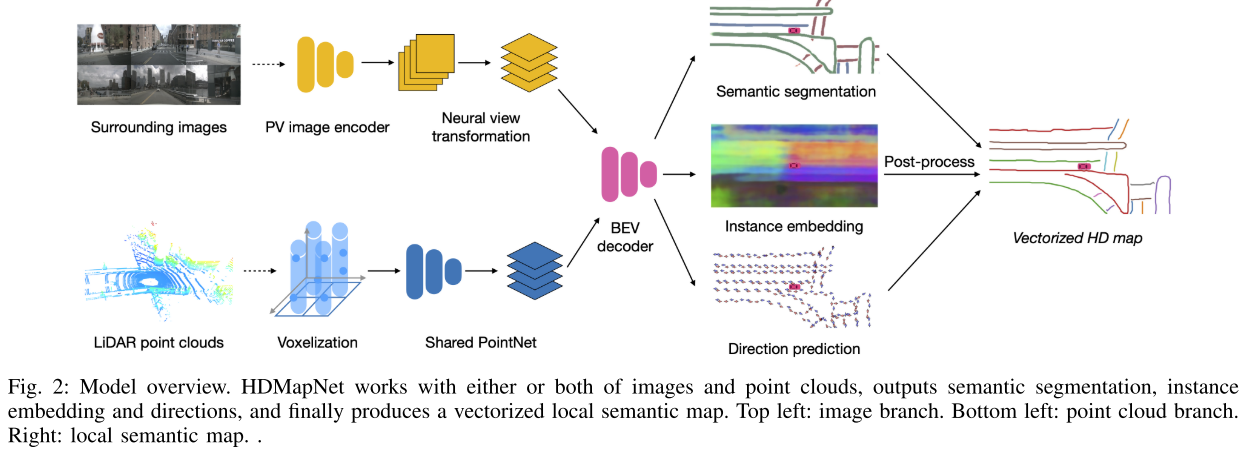 Surrounding images
PV image encoder
Neural view
transformation
Semantic segmentation
LiDAR point clouds
Voxelization
Shared PointNet
BEV
decoder
Instance embedding
Direction prediction
Post-process
Vectorized HD map
Fig. 2: Model overview. HDMapNet works with either or both of images and point clouds, outputs semantic segmentation, instance
embedding and directions, and finally produces a vectorized local semantic map. Top left: image branch. Bottom left: point cloud branch.
Right: local semantic map. .